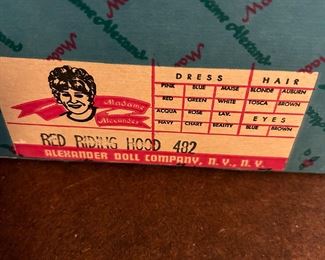 Madame Alexander
DRESS HAIR
PINK BLUE MAISE BLONDE AUBURN
RED GREEN WHITE TOSCA BROWN
ACQUA ROSE LAV. EYES
NAVY CHART BEAUTY BLUE BROWN
Madame
Alexander
RED RIDING HOOD 482
ALEXANDER DOLL COMPANY, N.Y., N.Y.